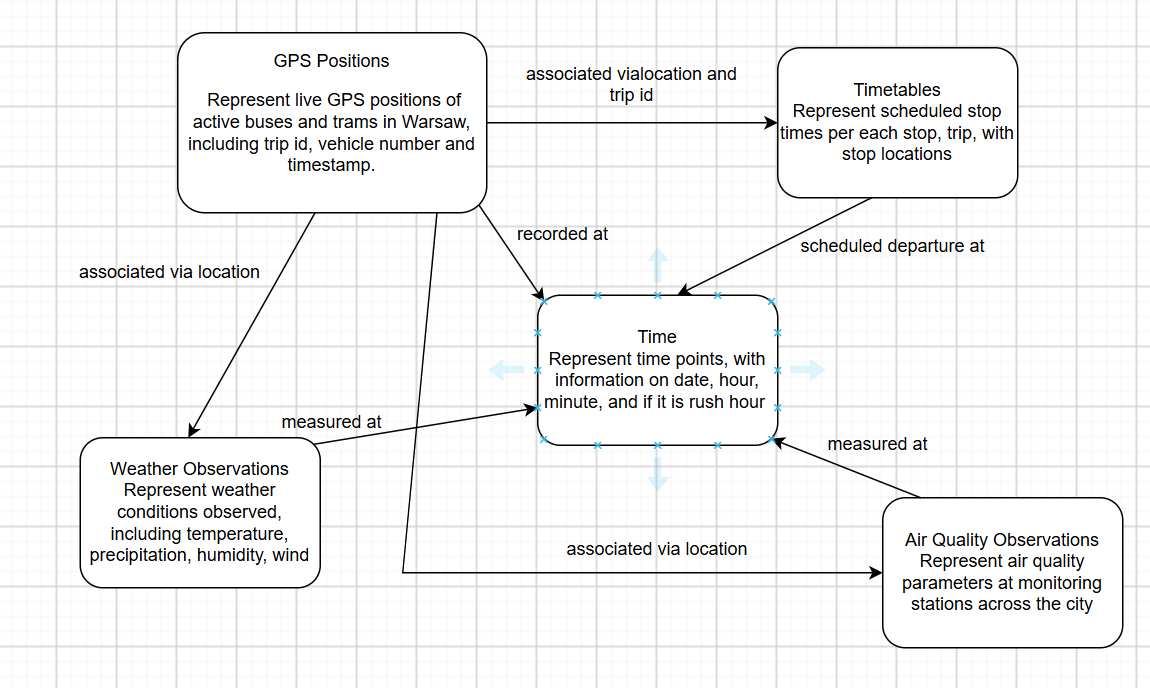 GPS Positions
Represent live GPS positions of
active buses and trams in Warsaw,
including trip id, vehicle number and
timestamp.
associated vialocation and
trip id
Timetables
Represent scheduled stop
times per each stop, trip, with
stop locations
recorded at
scheduled departure at
associated via location
Time
Represent time points, with
information on date, hour,
minute, and if it is rush hour
measured at
measured at
Weather Observations
Represent weather
conditions observed,
including temperature,
precipitation, humidity, wind
associated via location
Air Quality Observations
Represent air quality
parameters at monitoring
stations across the city